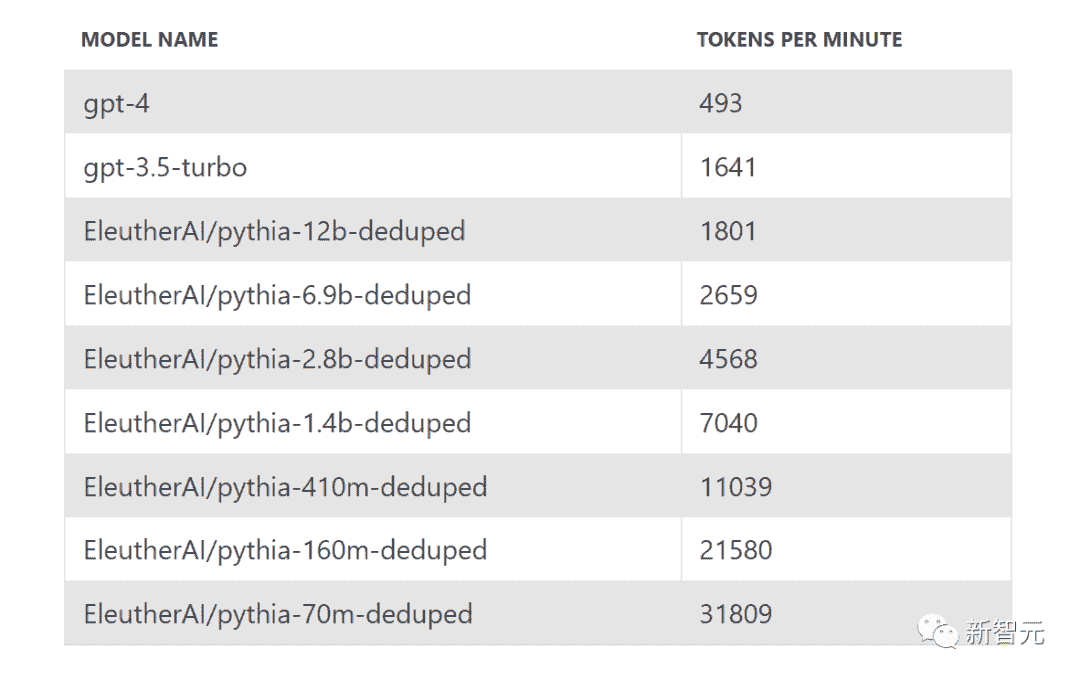 MODEL NAME TOKENS PER MINUTE
gpt-4 493
gpt-3.5-turbo 1641
EleutherAI/pythia-12b-deduped 1801
EleutherAI/pythia-6.9b-deduped 2659
EleutherAI/pythia-2.8b-deduped 4568
EleutherAI/pythia-1.4b-deduped 7040
EleutherAI/pythia-410m-deduped 11039
EleutherAI/pythia-160m-deduped 21580
EleutherAI/pythia-70m-deduped 31809
新智元